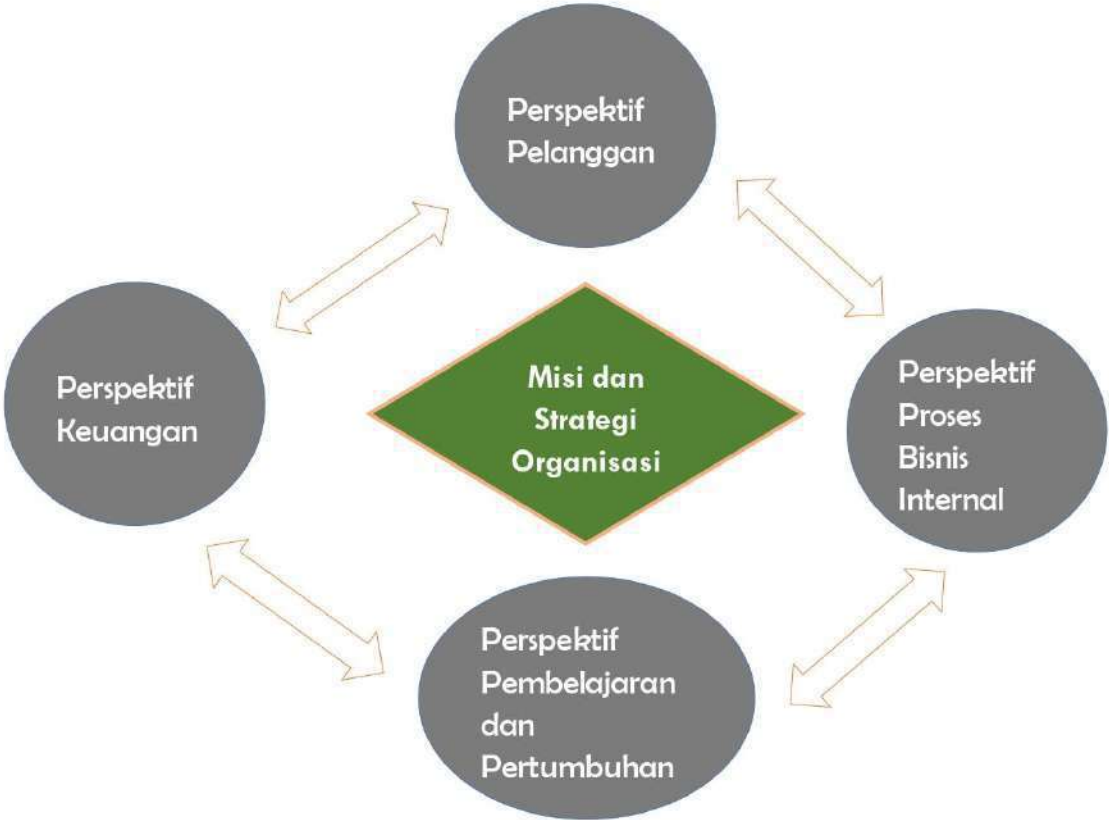 Perspektif
Pelanggan
Perspektif
Keuangan
Misi dan
Strategi
Organisasi
Perspektif
Proses
Bisnis
Internal
Perspektif
Pembelajaran
dan
Pertumbuhan